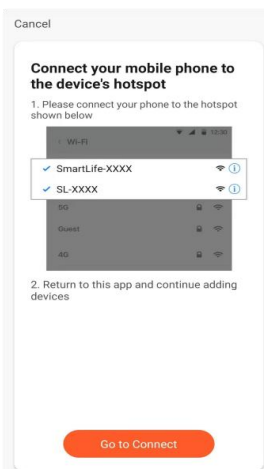 Cancel
Connect your mobile phone to
the device's hotspot
1. Please connect your phone to the hotspot
shown below
12:30
Wi-Fi
SmartLife-XXXX
SL-XXXX
5G
Guest
4G
2. Return to this app and continue adding
devices
Go to Connect